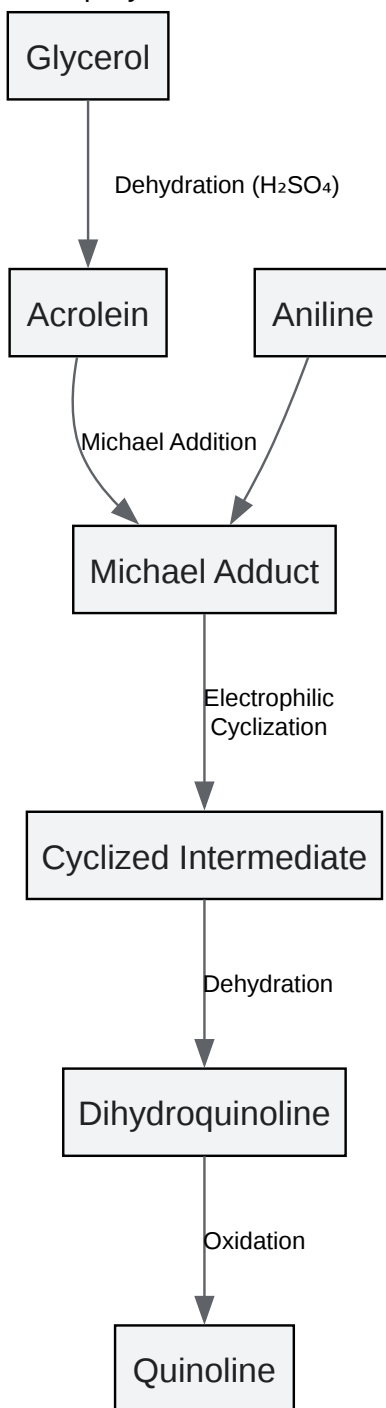 Glycerol
Dehydration (H₂SO₄)
Acrolein
Aniline
Michael Addition
Michael Adduct
Electrophilic
Cyclization
Cyclized Intermediate
Dehydration
Dihydroquinoline
Oxidation
Quinoline